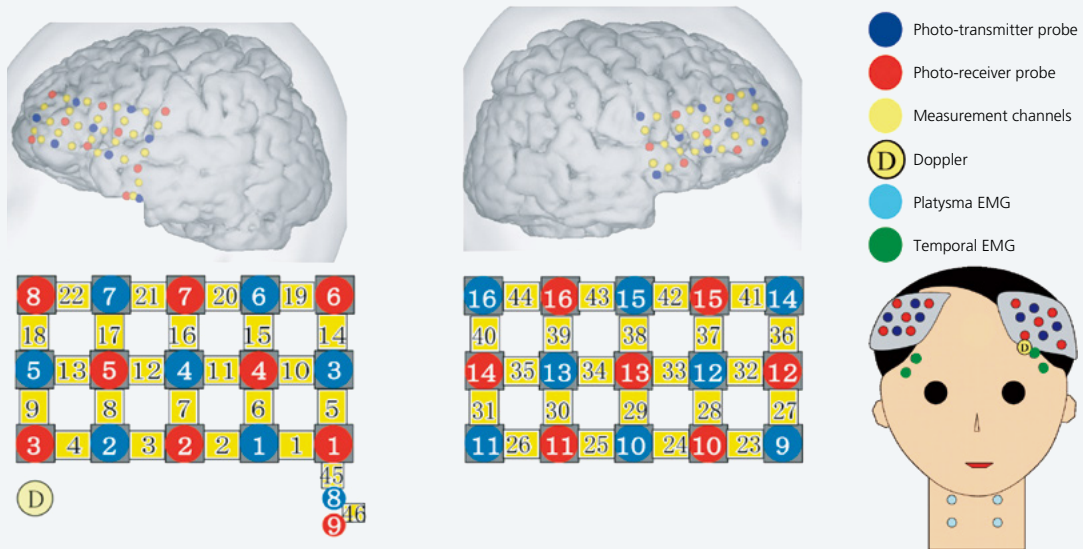 Photo-transmitter probe
Photo-receiver probe
Measurement channels
D Doppler
Platysma EMG
Temporal EMG
8 22 7 21 7 20 6 19 6
18 17 16 15 14
5 13 5 12 4 11 4 10 3
9 8 7 6 5
3 4 2 3 2 2 1 1 1
45
D 8
46
9
16 44 16 43 15 42 15 41 14
40 39 38 37 36
14 35 13 34 13 33 12 32 12
31 30 29 28 27
11 26 11 25 10 24 10 23 9
D